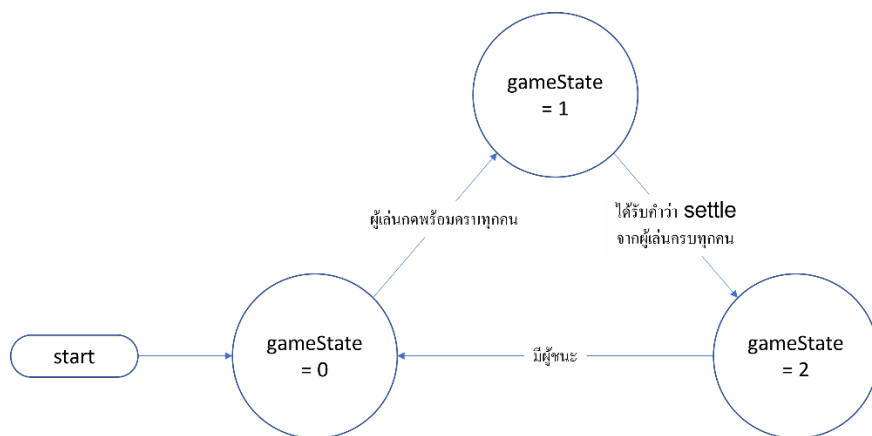 gameState
= 1
ผู้เล่นกดพร้อมครบทุกคน
ได้รับคำว่า settle
จากผู้เล่นครบทุกคน
start
gameState
= 0
มีผู้ชนะ
gameState
= 2